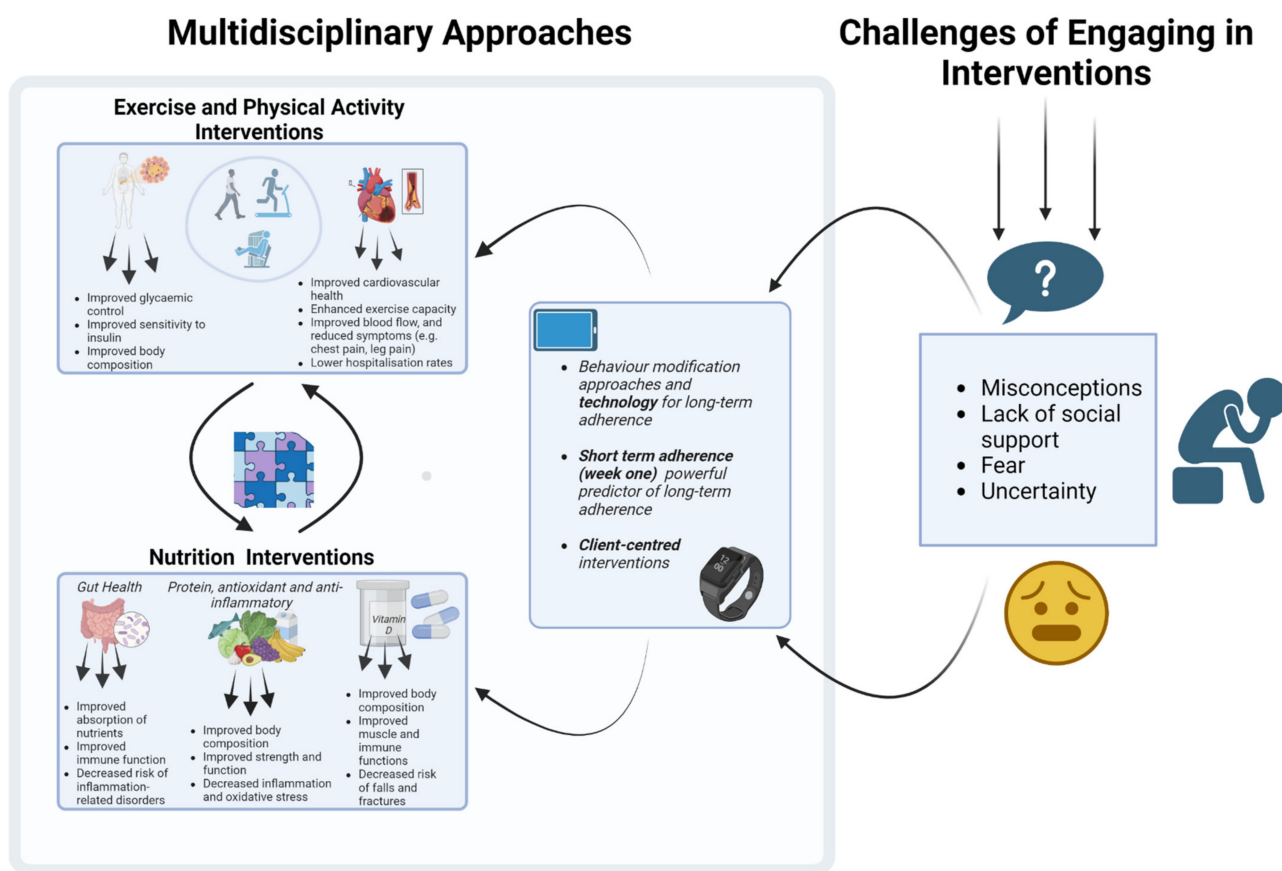 Multidisciplinary Approaches
Challenges of Engaging in
Interventions
Exercise and Physical Activity
Interventions
• Improved glycaemic
control
• Improved sensitivity to
insulin
• Improved body
composition
• Improved cardiovascular
health
• Enhanced exercise capacity
• Improved blood flow, and
reduced symptoms (e.g.
chest pain, leg pain)
• Lower hospitalisation rates
Nutrition Interventions
Gut Health
• Improved
absorption of
nutrients
• Improved
immune function
• Decreased risk of
inflammation-
related disorders
Protein, antioxidant and anti-
inflammatory
• Improved body
composition
• Improved strength and
function
• Decreased inflammation
and oxidative stress
Vitamin
D
• Improved body
composition
• Improved
muscle and
immune
functions
• Decreased risk
of falls and
fractures
• Behaviour modification
approaches and
technology for long-term
adherence
• Short term adherence
(week one) powerful
predictor of long-term
adherence
• Client-centred
interventions
12
00
?
• Misconceptions
• Lack of social
support
• Fear
• Uncertainty